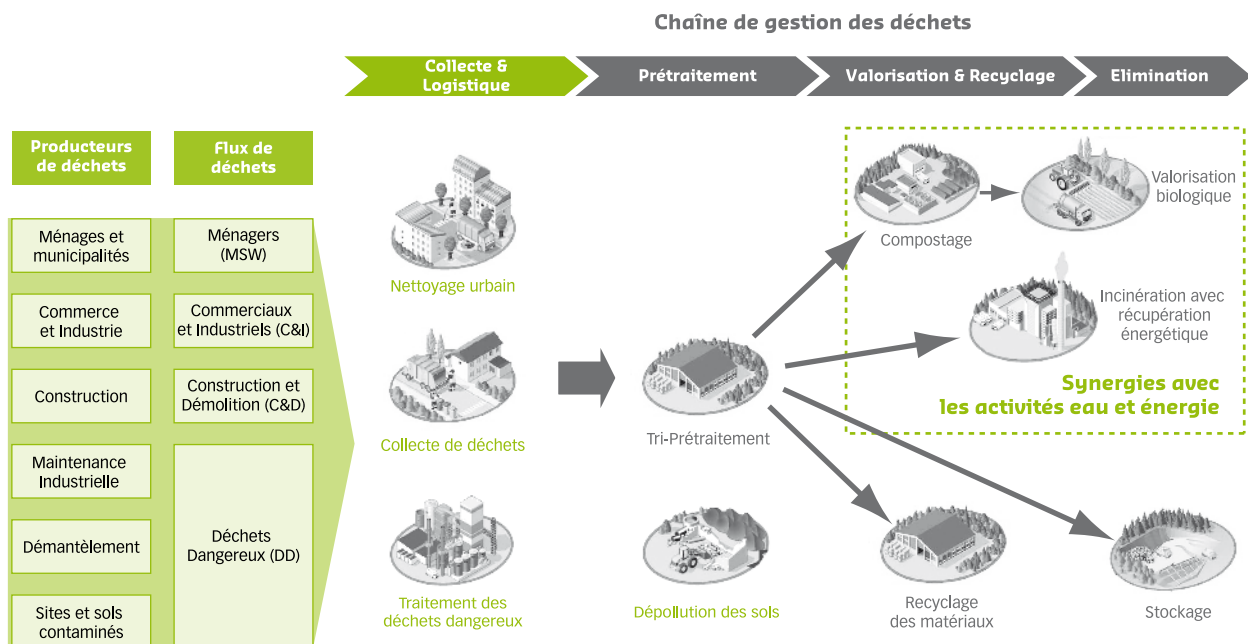 Chaîne de gestion des déchets
Collecte &
Logistique
Prétraitement
Valorisation & Recyclage
Elimination
Producteurs
de déchets
Flux de
déchets
Ménages et
municipalités
Ménagers
(MSW)
Commerce
et Industrie
Commerciaux
et Industriels (C&I)
Construction
Construction et
Démolition (C&D)
Maintenance
Industrielle
Démantèlement
Sites et sols
contaminés
Déchets
Dangereux (DD)
Nettoyage urbain
Collecte de déchets
Traitement des
déchets dangereux
Tri-Prétraitement
Dépollution des sols
Compostage
Valorisation
biologique
Incinération avec
récupération
énergétique
Synergies avec
les activités eau et énergie
Recyclage
des matériaux
Stockage